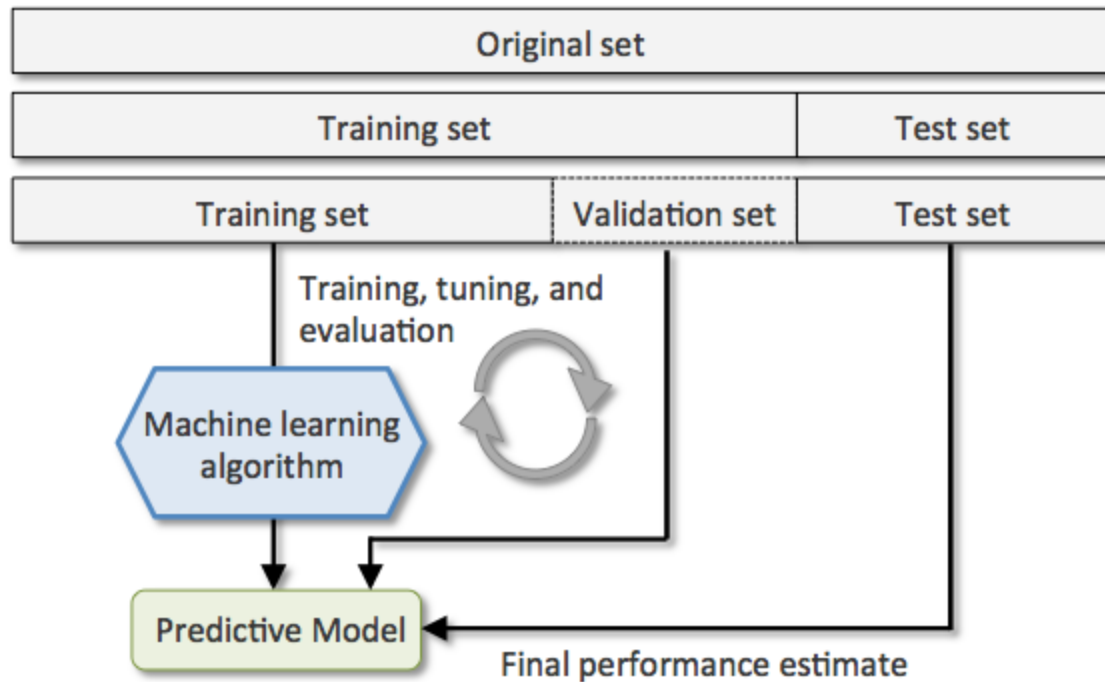 Original set
Training set
Test set
Training set
Validation set
Test set
Training, tuning, and
evaluation
Machine learning
algorithm
Predictive Model
Final performance estimate